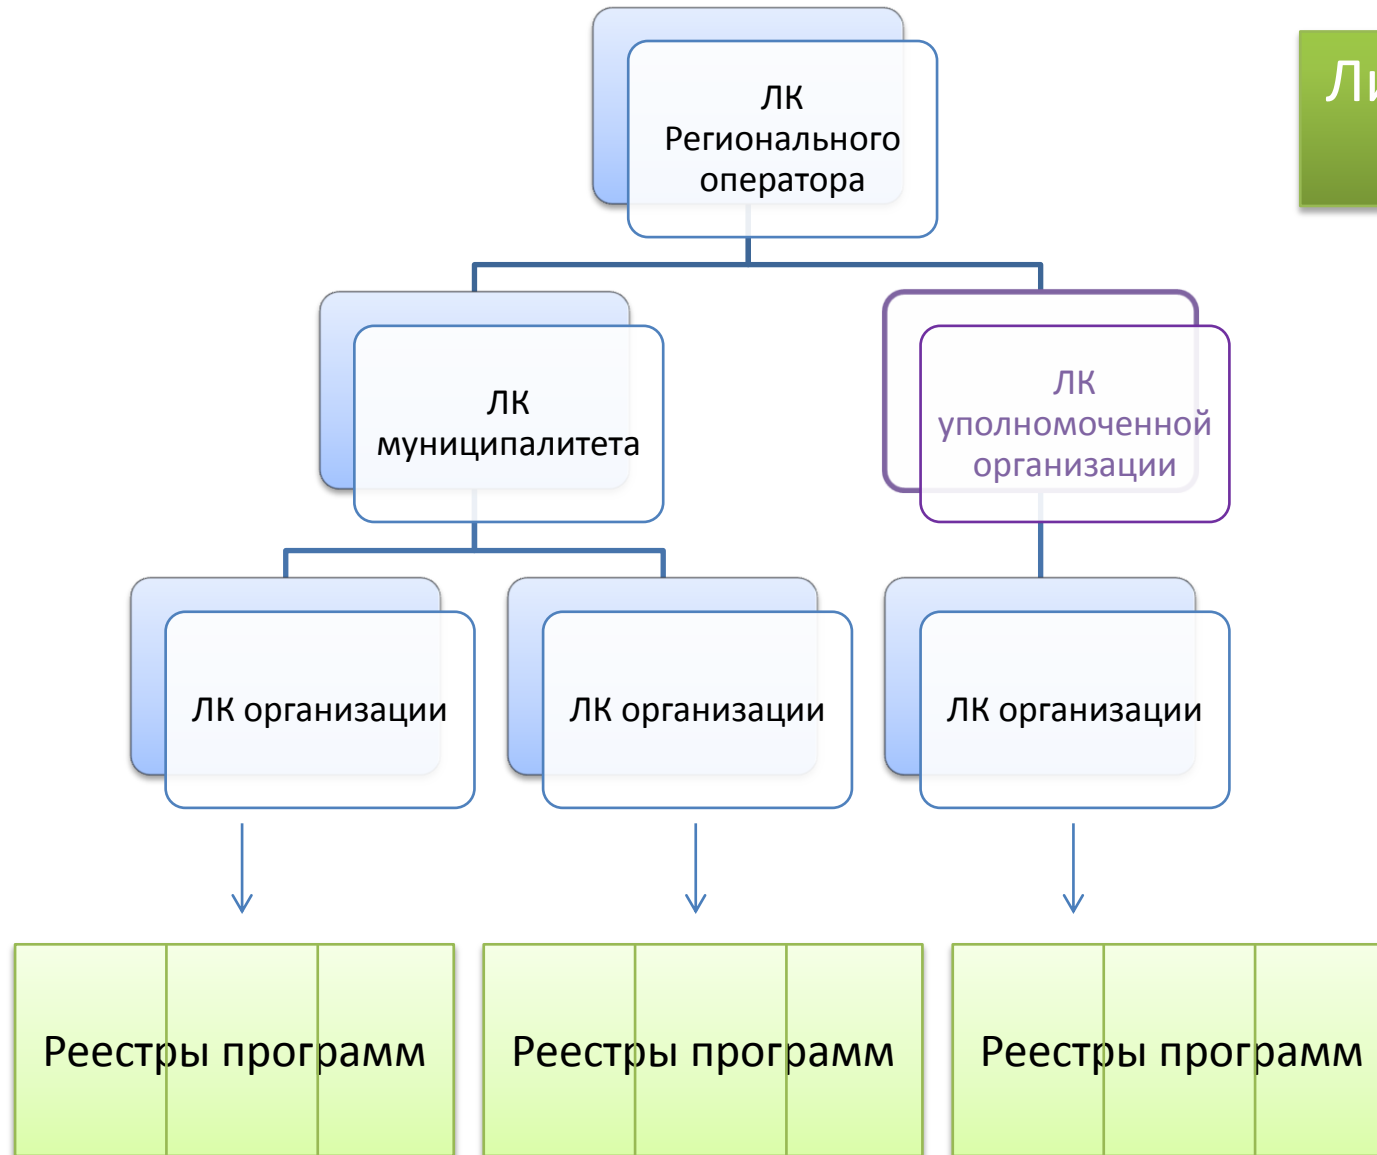 ЛК
Регионального
оператора
ЛК
муниципалитета
ЛК
уполномоченной
организации
ЛК организации
ЛК организации
ЛК организации
Реестры программ
Реестры программ
Реестры программ